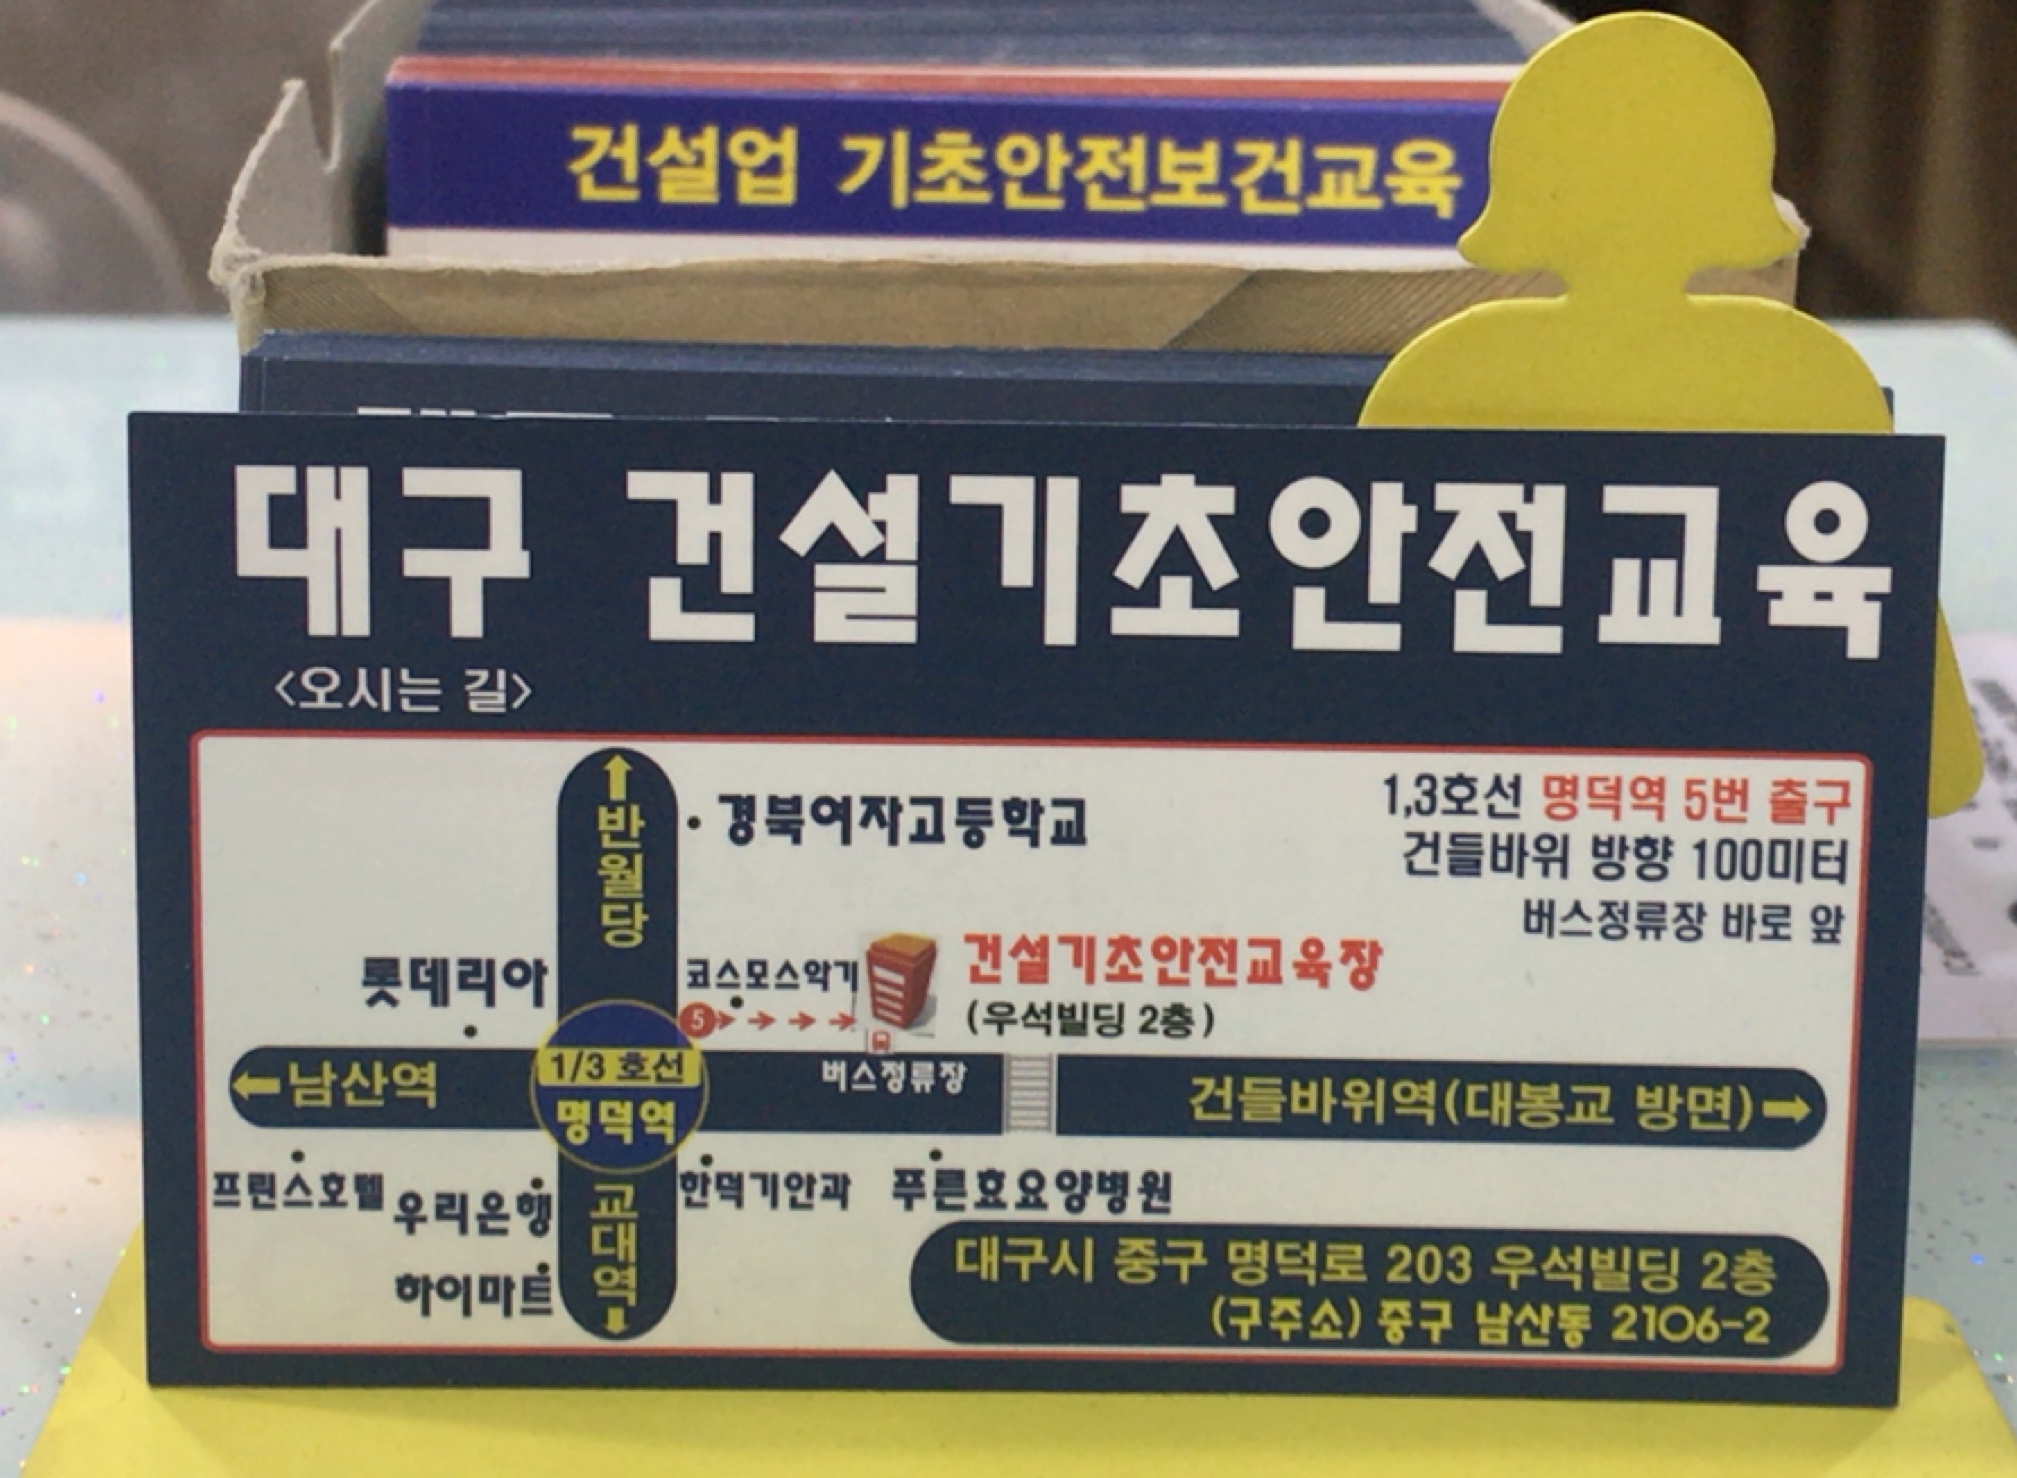 건설업 기초안전보건교육
대구 건설기초안전교육
<오시는 길>
1,3호선 명덕역 5번 출구
건들바위 방향 100미터
버스정류장 바로 앞
반월당
경북여자고등학교
롯데리아
코스모스악기
건설기초안전교육장
(우석빌딩 2층)
5
남산역
1/3 호선
명덕역
버스정류장
건들바위역(대봉교 방면)
프린스호텔
우리은행
하이마트
교대역
한덕기안과
푸른효요양병원
대구시 중구 명덕로 203 우석빌딩 2층
(구주소) 중구 남산동 2106-2